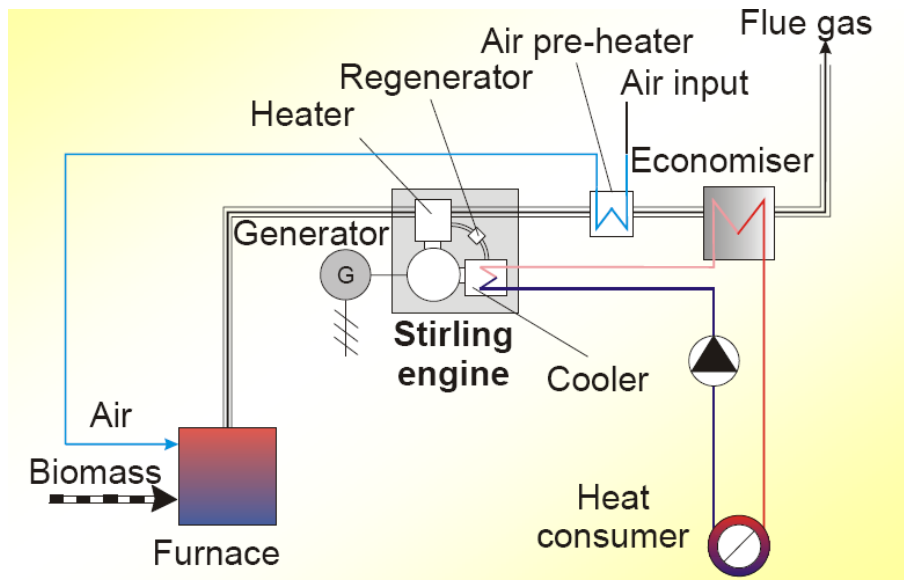 Flue gas
Air pre-heater
Regenerator
Air input
Heater
Economiser
Generator
G
Stirling
engine
Cooler
Air
Biomass
Furnace
Heat
consumer